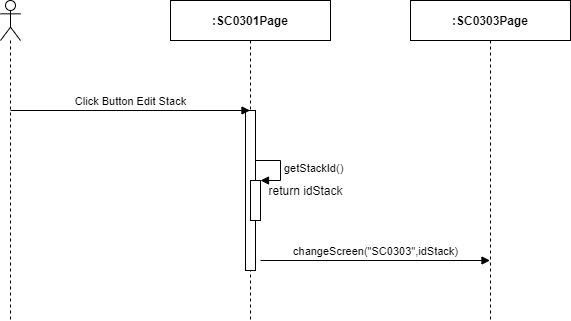 :SC0301Page
:SC0303Page
Click Button Edit Stack
getStackId()
return idStack
changeScreen("SC0303",idStack)